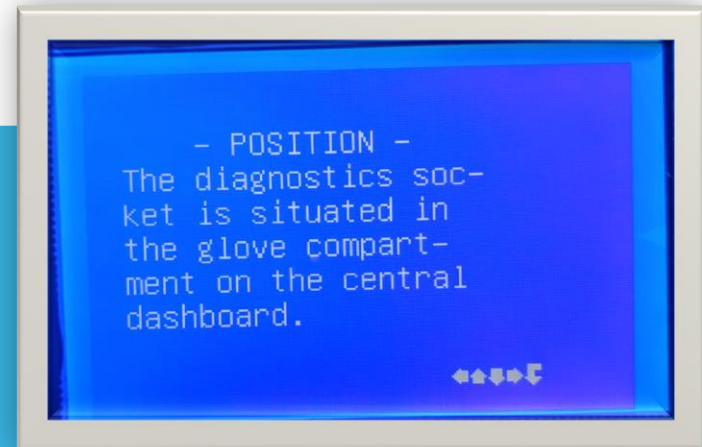 - POSITION -
The diagnostics soc-
ket is situated in
the glove compart-
ment on the central
dashboard.